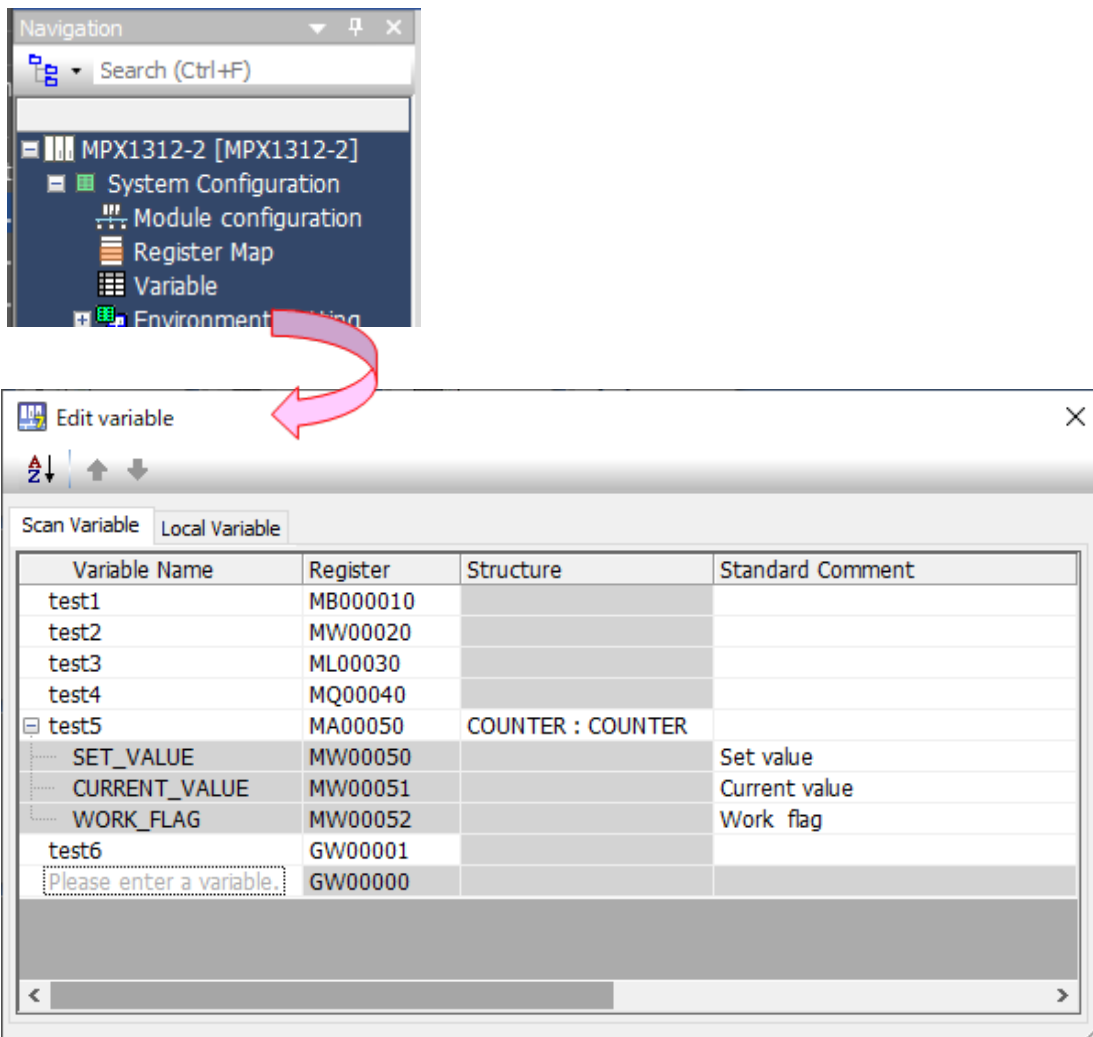 Navigation
Search (Ctrl+F)
MPX1312-2 [MPX1312-2]
System Configuration
Module configuration
Register Map
Variable
Environment
Edit variable
Scan Variable Local Variable
Variable Name Register Structure Standard Comment
test1 MB000010
test2 MW00020
test3 ML00030
test4 MQ00040
test5 MA00050 COUNTER : COUNTER
SET_VALUE MW00050 Set value
CURRENT_VALUE MW00051 Current value
WORK_FLAG MW00052 Work flag
test6 GW00001
Please enter a variable. GW00000